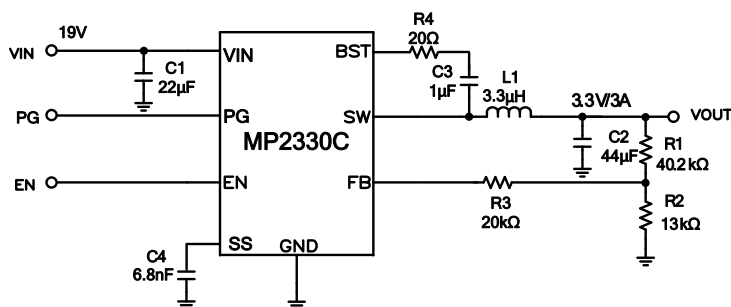 19V
VIN
C1
22µF
PG
EN
C4
6.8nF
VIN
PG
EN
SS
GND
MP2330C
BST
SW
FB
R4
20Ω
C3
1µF
L1
3.3µH
3.3V/3A
VOUT
C2
44µF
R1
40.2kΩ
R3
20kΩ
R2
13kΩ